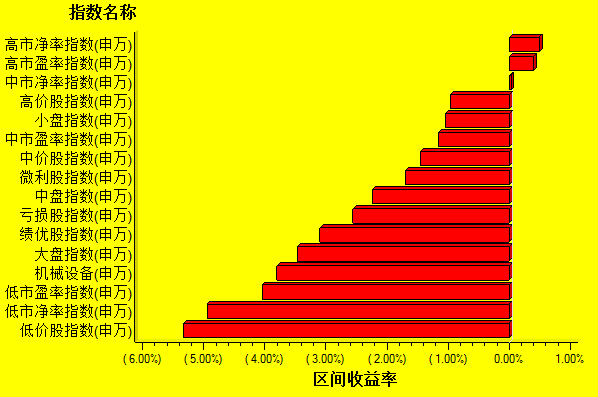 指数名称
高市净率指数(申万)
高市盈率指数(申万)
中市净率指数(申万)
高价股指数(申万)
小盘指数(申万)
中市盈率指数(申万)
中价股指数(申万)
微利股指数(申万)
中盘指数(申万)
亏损股指数(申万)
绩优股指数(申万)
大盘指数(申万)
机械设备(申万)
低市盈率指数(申万)
低市净率指数(申万)
低价股指数(申万)
( 6.00%) ( 5.00%) ( 4.00%) ( 3.00%) ( 2.00%) ( 1.00%) 0.00% 1.00%
区间收益率